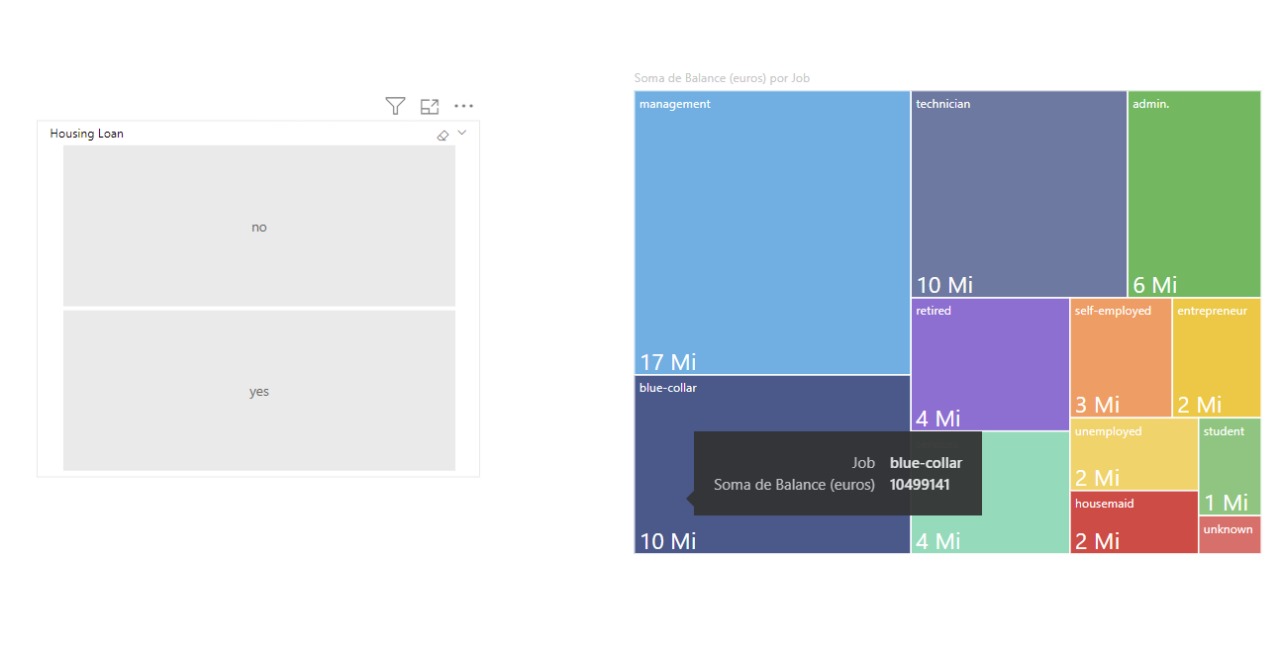 Housing Loan
no
yes
Soma de Balance (euros) por Job
management
17 Mi
blue-collar
10 Mi
technician
10 Mi
admin.
6 Mi
retired
4 Mi
4 Mi
self-employed
3 Mi
entrepreneur
2 Mi
unemployed
2 Mi
student
1 Mi
housemaid
2 Mi
unknown
Job blue-collar
Soma de Balance (euros) 10499141